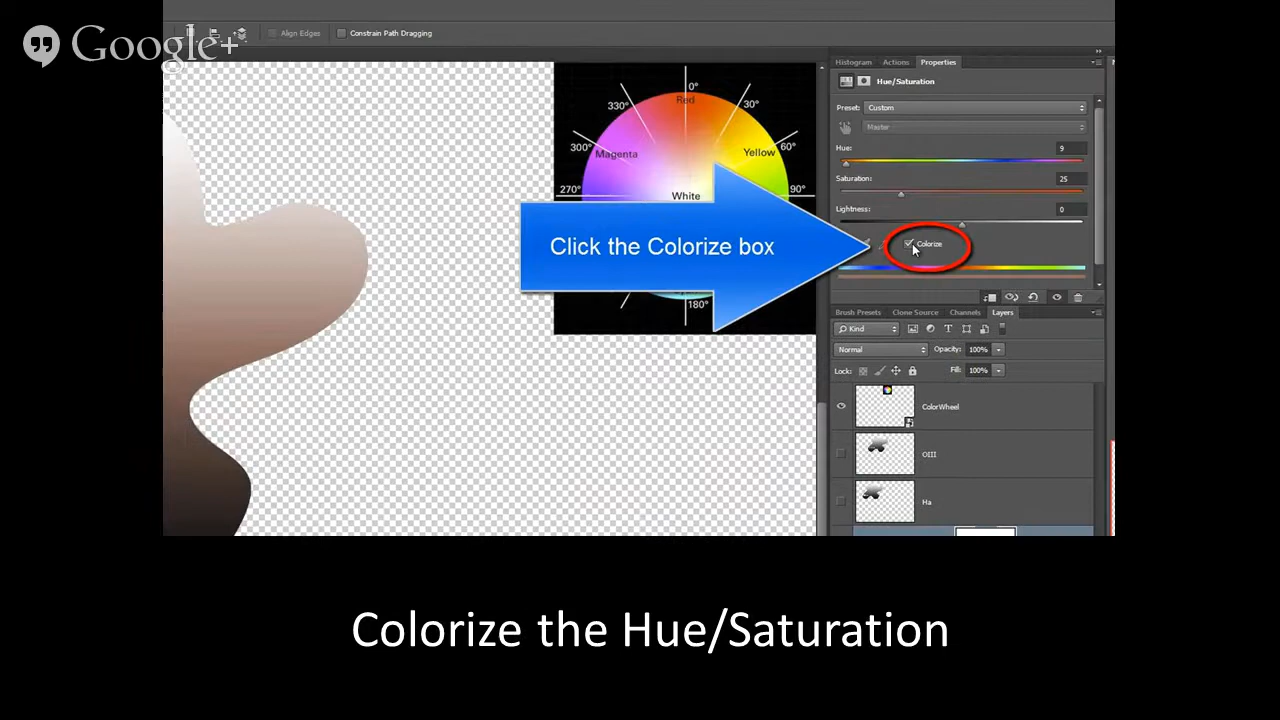 Google+
Align Edges
Constrain Path Dragging
Histogram Actions Properties
Hue/Saturation
Preset: Custom
Master
Hue: 9
Saturation: 25
Lightness: 0
Colorize
0°
Red
330°
30°
300°
Magenta
Yellow
60°
270°
White
90°
Click the Colorize box
180°
Brush Presets Clone Source Channels Layers
Kind
Normal Opacity: 100%
Lock: Fill: 100%
ColorWheel
OIII
Ha
Colorize the Hue/Saturation